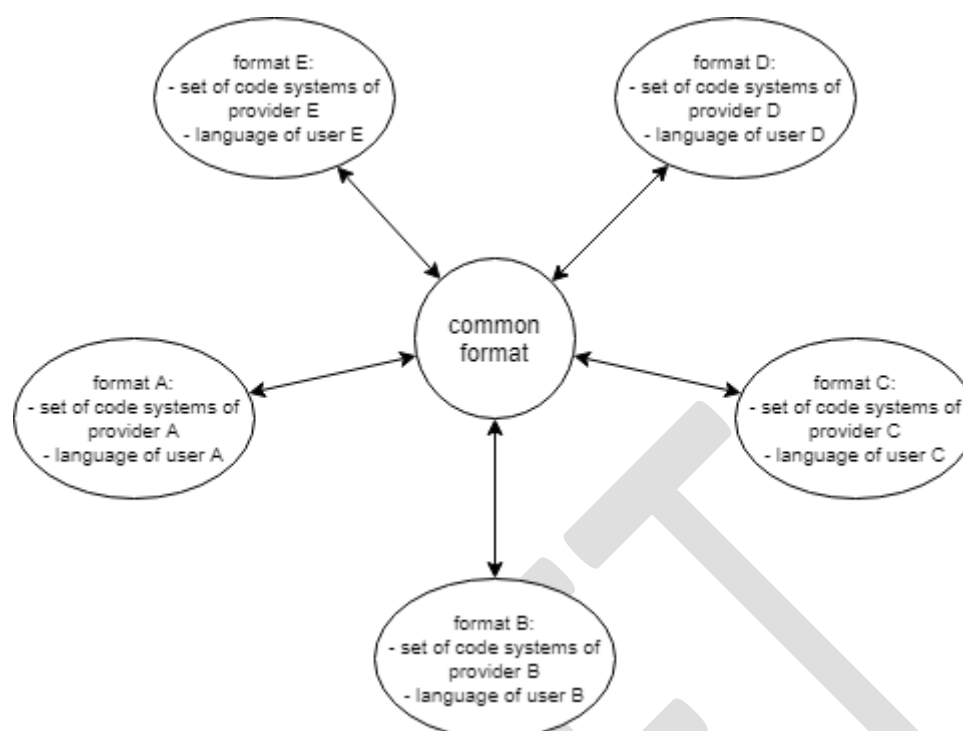 format E:
- set of code systems of
provider E
- language of user E
format D:
- set of code systems of
provider D
- language of user D
common
format
format A:
- set of code systems of
provider A
- language of user A
format C:
- set of code systems of
provider C
- language of user C
format B:
- set of code systems of
provider B
- language of user B